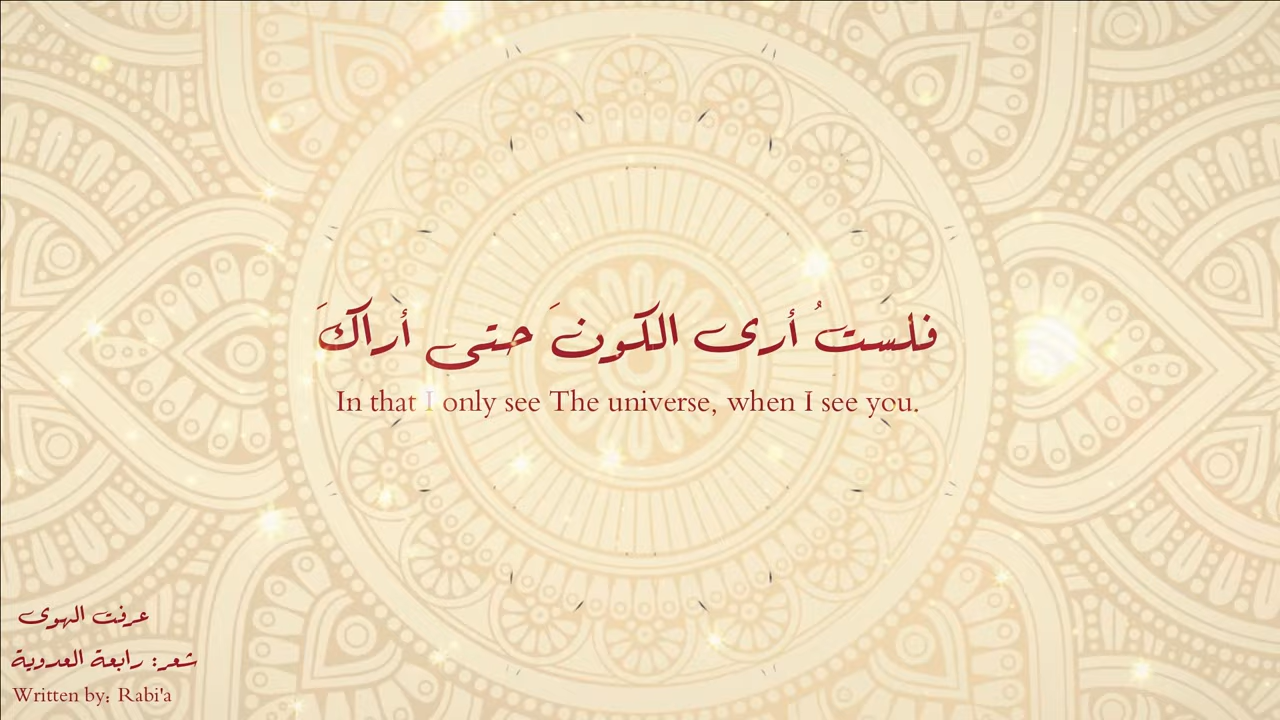 فلستُ أرى الكونَ حتى أراكَ
In that I only see The universe, when I see you.
عرفت الهوى
شعر: رابعة العدوية
Written by: Rabi'a